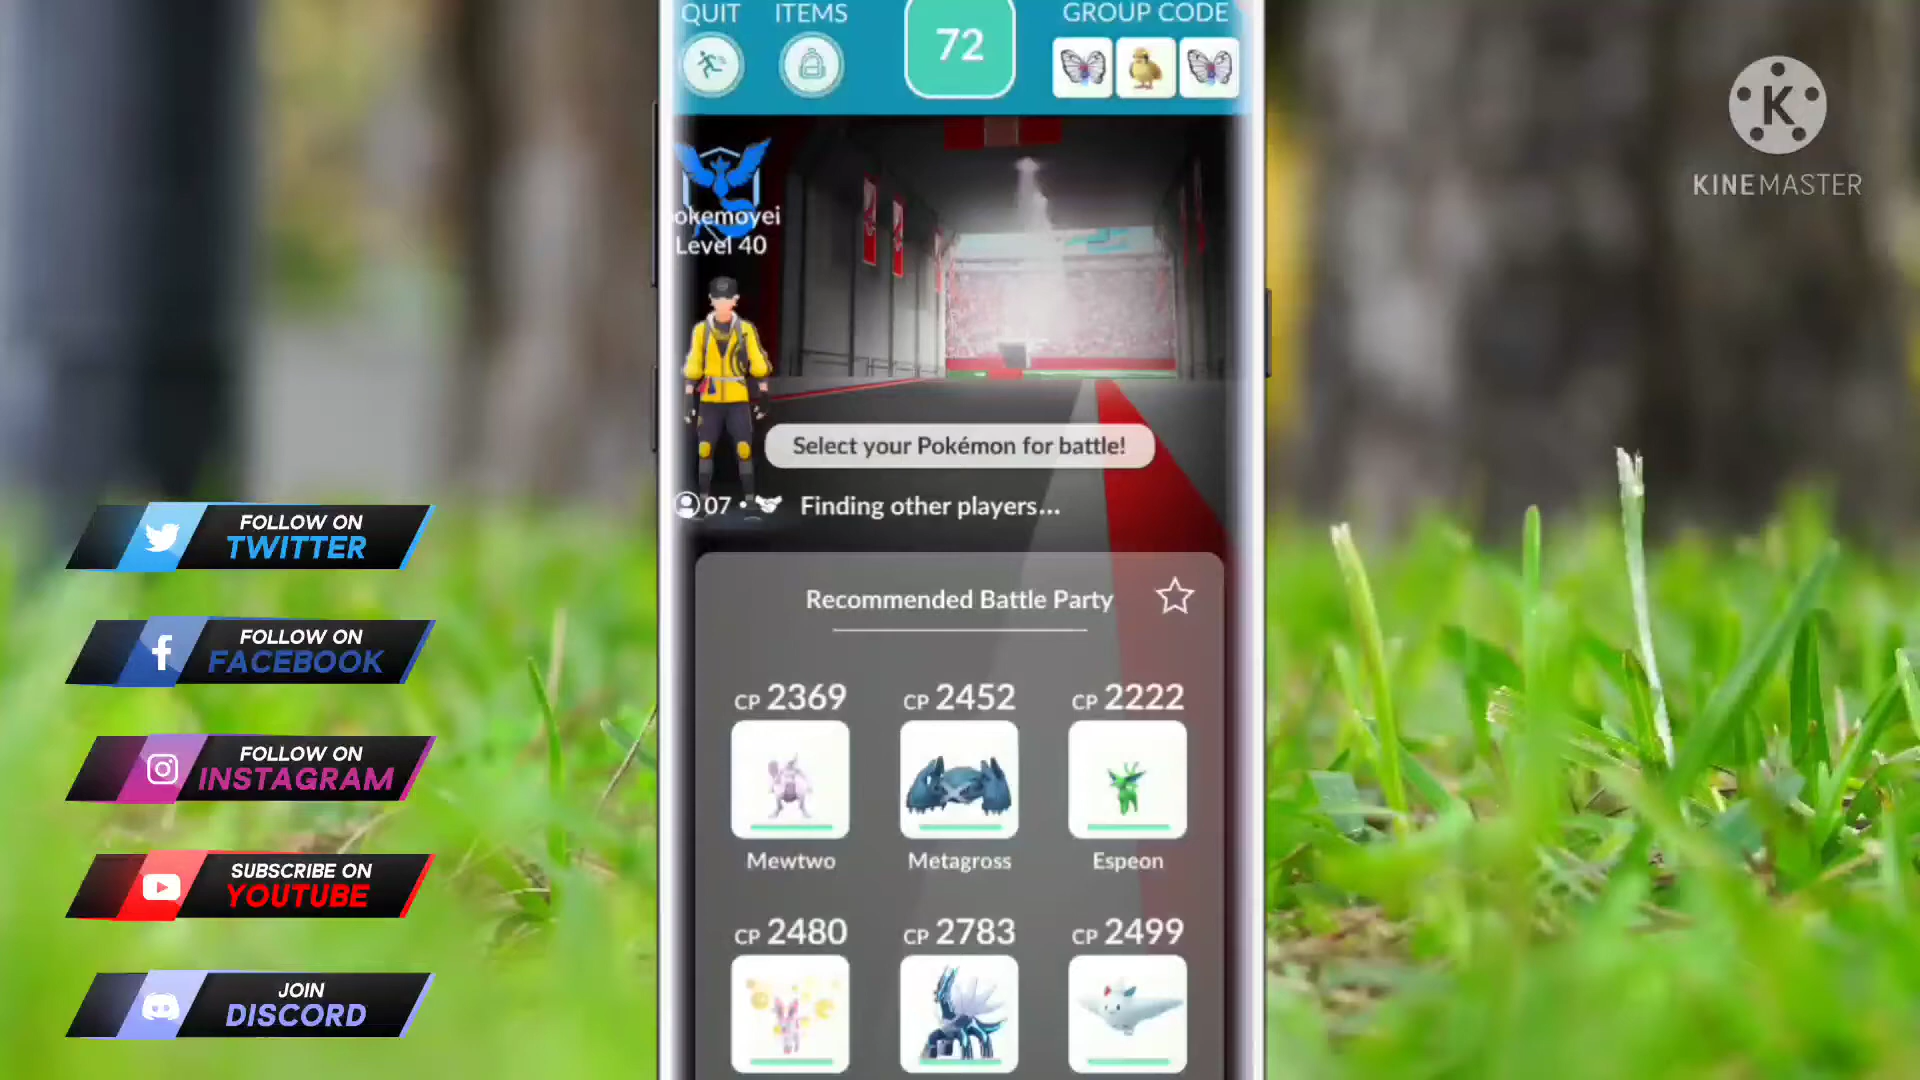 QUIT
ITEMS
72
GROUP CODE
K
KINEMASTER
okemoyei
Level 40
Select your Pokémon for battle!
07 • Finding other players...
Recommended Battle Party
CP 2369
CP 2452
CP 2222
Mewtwo
Metagross
Espeon
CP 2480
CP 2783
CP 2499
FOLLOW ON
TWITTER
FOLLOW ON
FACEBOOK
FOLLOW ON
INSTAGRAM
SUBSCRIBE ON
YOUTUBE
JOIN
DISCORD